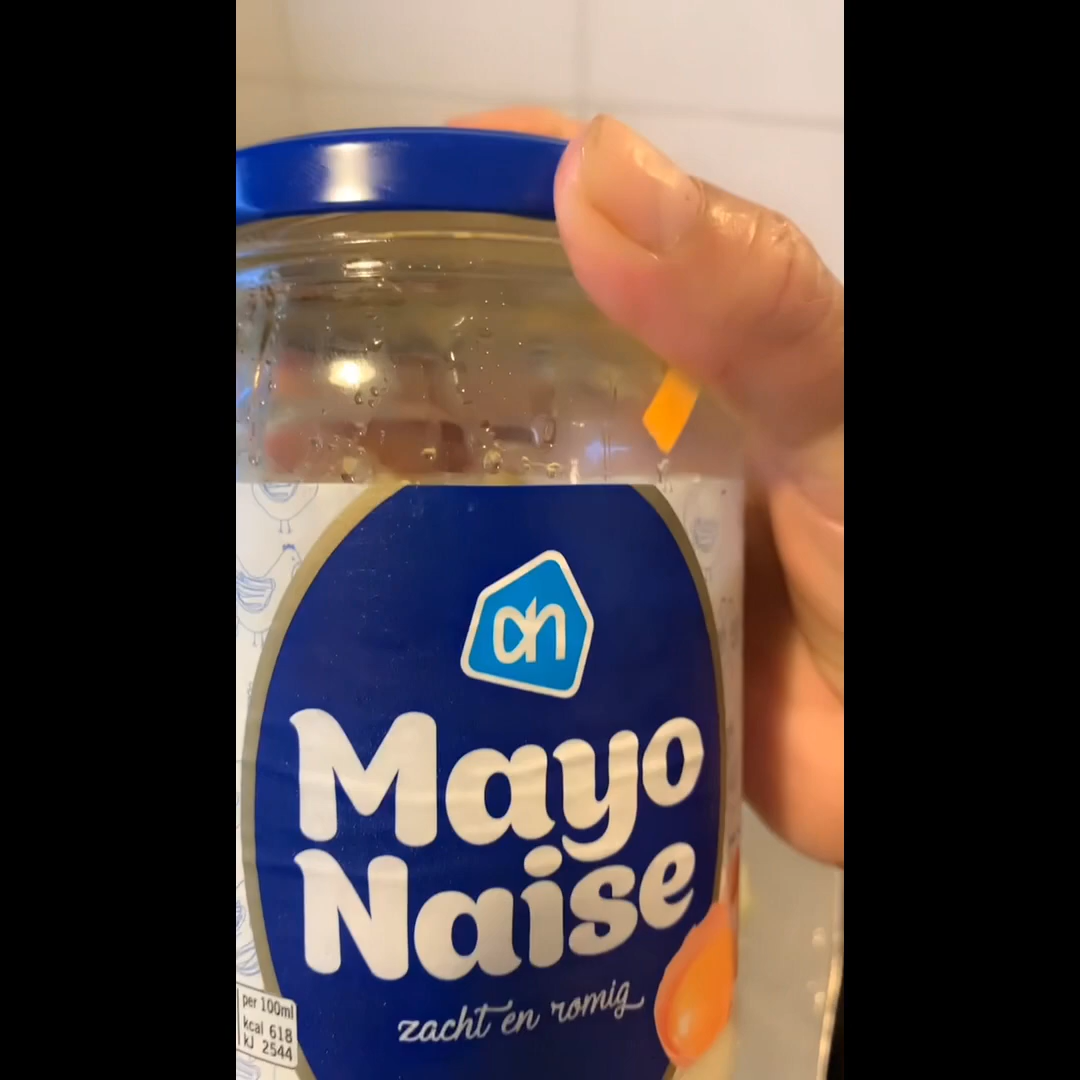 ah
Mayo
Naise
zacht en romig
per 100ml
kcal 618
kJ 2544